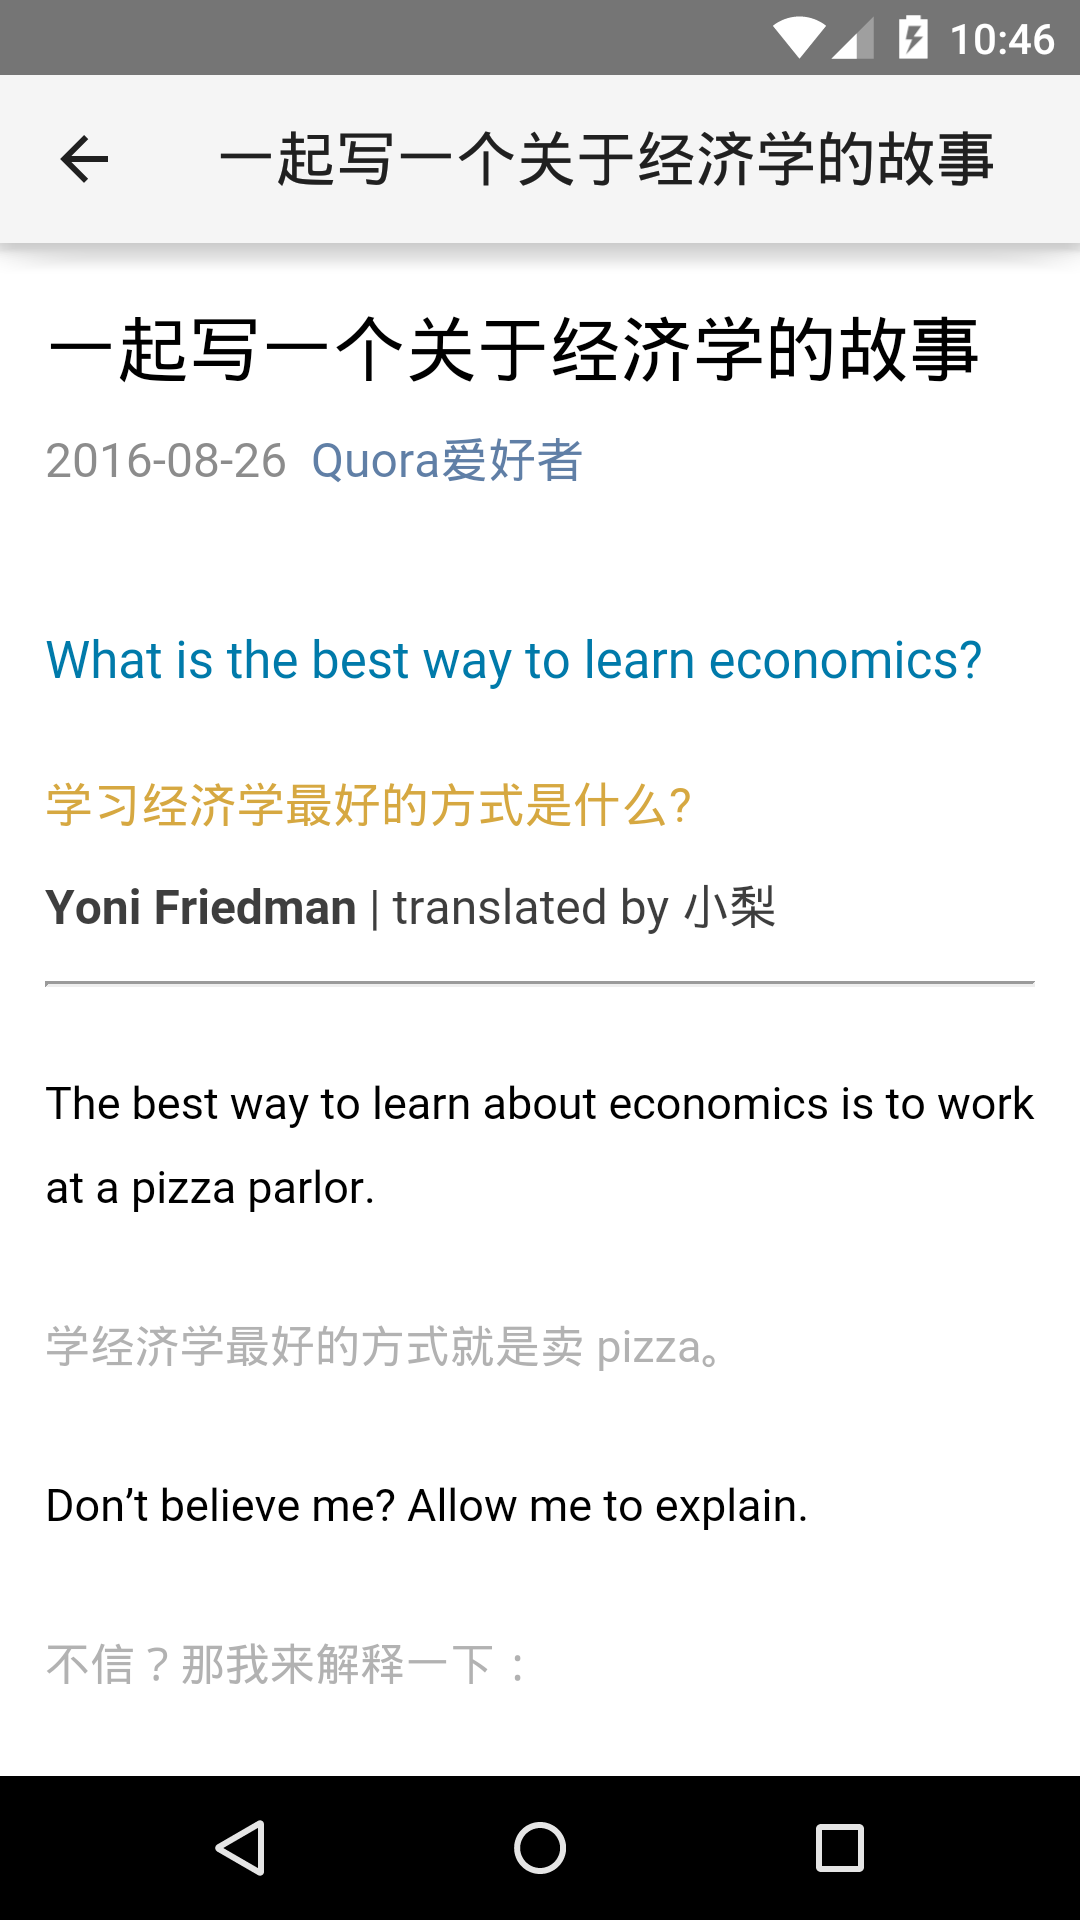 10:46
一起写一个关于经济学的故事
一起写一个关于经济学的故事
2016-08-26 Quora爱好者
What is the best way to learn economics?
学习经济学最好的方式是什么?
Yoni Friedman | translated by 小梨
The best way to learn about economics is to work
at a pizza parlor.
学经济学最好的方式就是卖 pizza。
Don’t believe me? Allow me to explain.
不信？那我来解释一下：